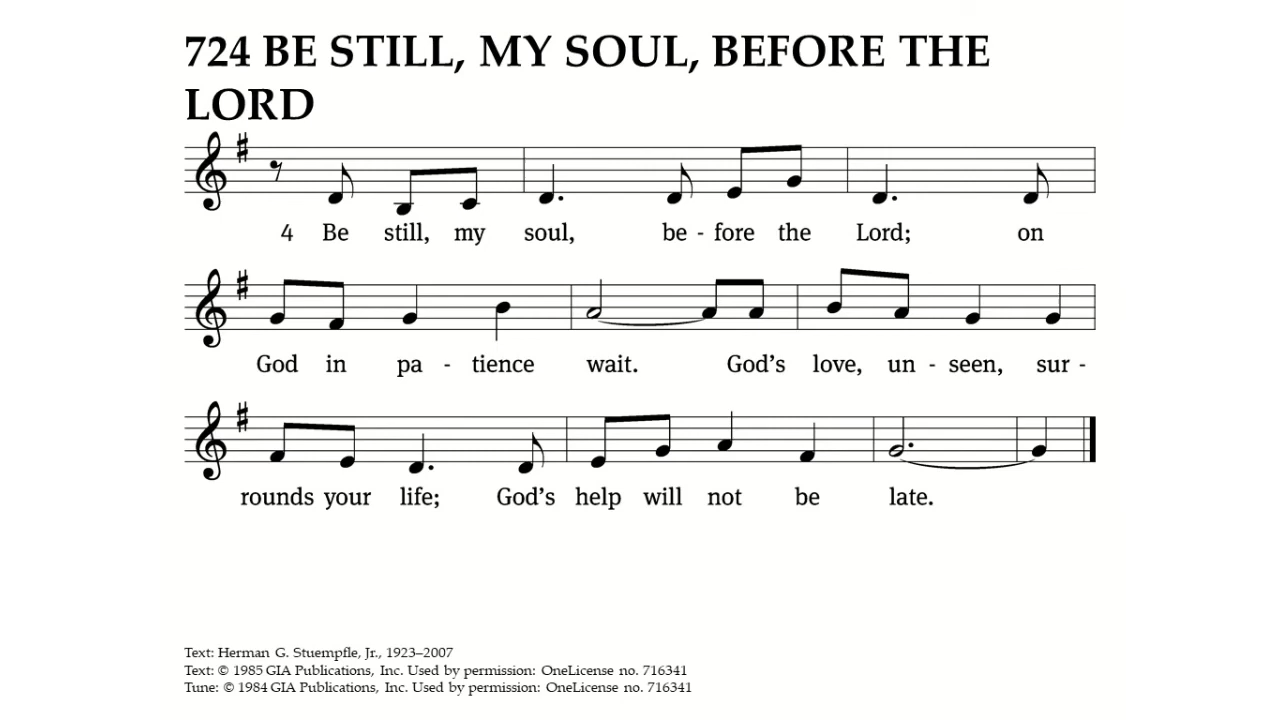 724 BE STILL, MY SOUL, BEFORE THE
LORD
4 Be still, my soul, be - fore the Lord; on
God in pa - tience wait. God's love, un - seen, sur -
rounds your life; God's help will not be late.
Text: Herman G. Stuempfle, Jr., 1923–2007
Text: © 1985 GIA Publications, Inc. Used by permission: OneLicense no. 716341
Tune: © 1984 GIA Publications, Inc. Used by permission: OneLicense no. 716341